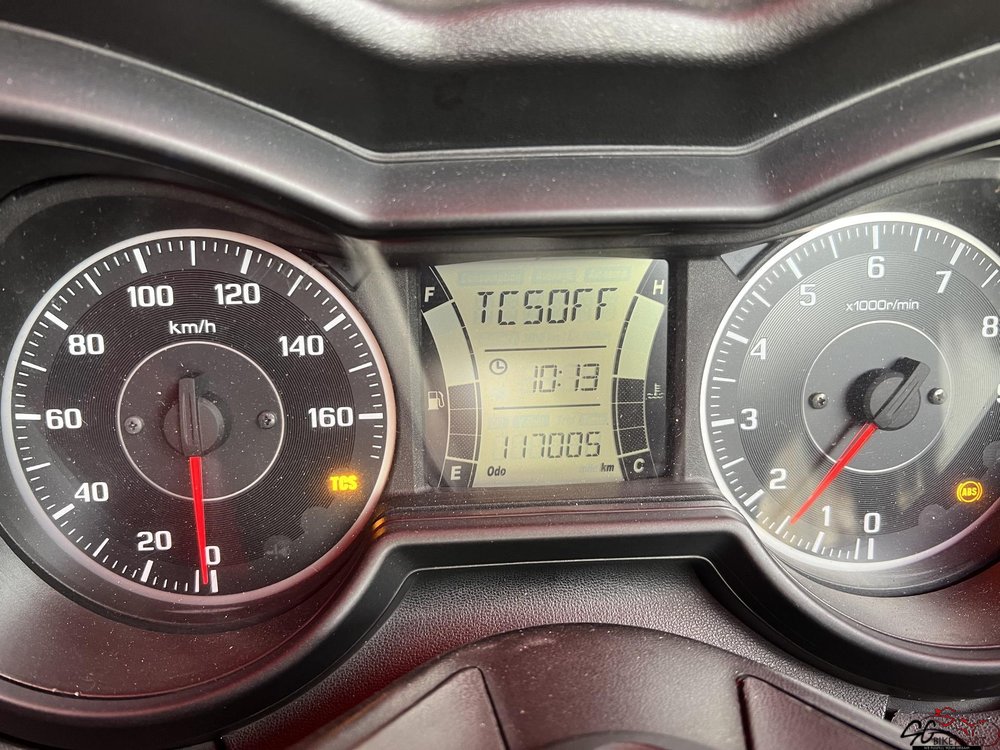 100 120
km/h
80 140
60 160
40 TCS
20 0
F H
TCSOFF
10:13
117005
E Odo km C
5 6 7
x1000r/min
4 8
3
2 ABS
1 0
BIKE